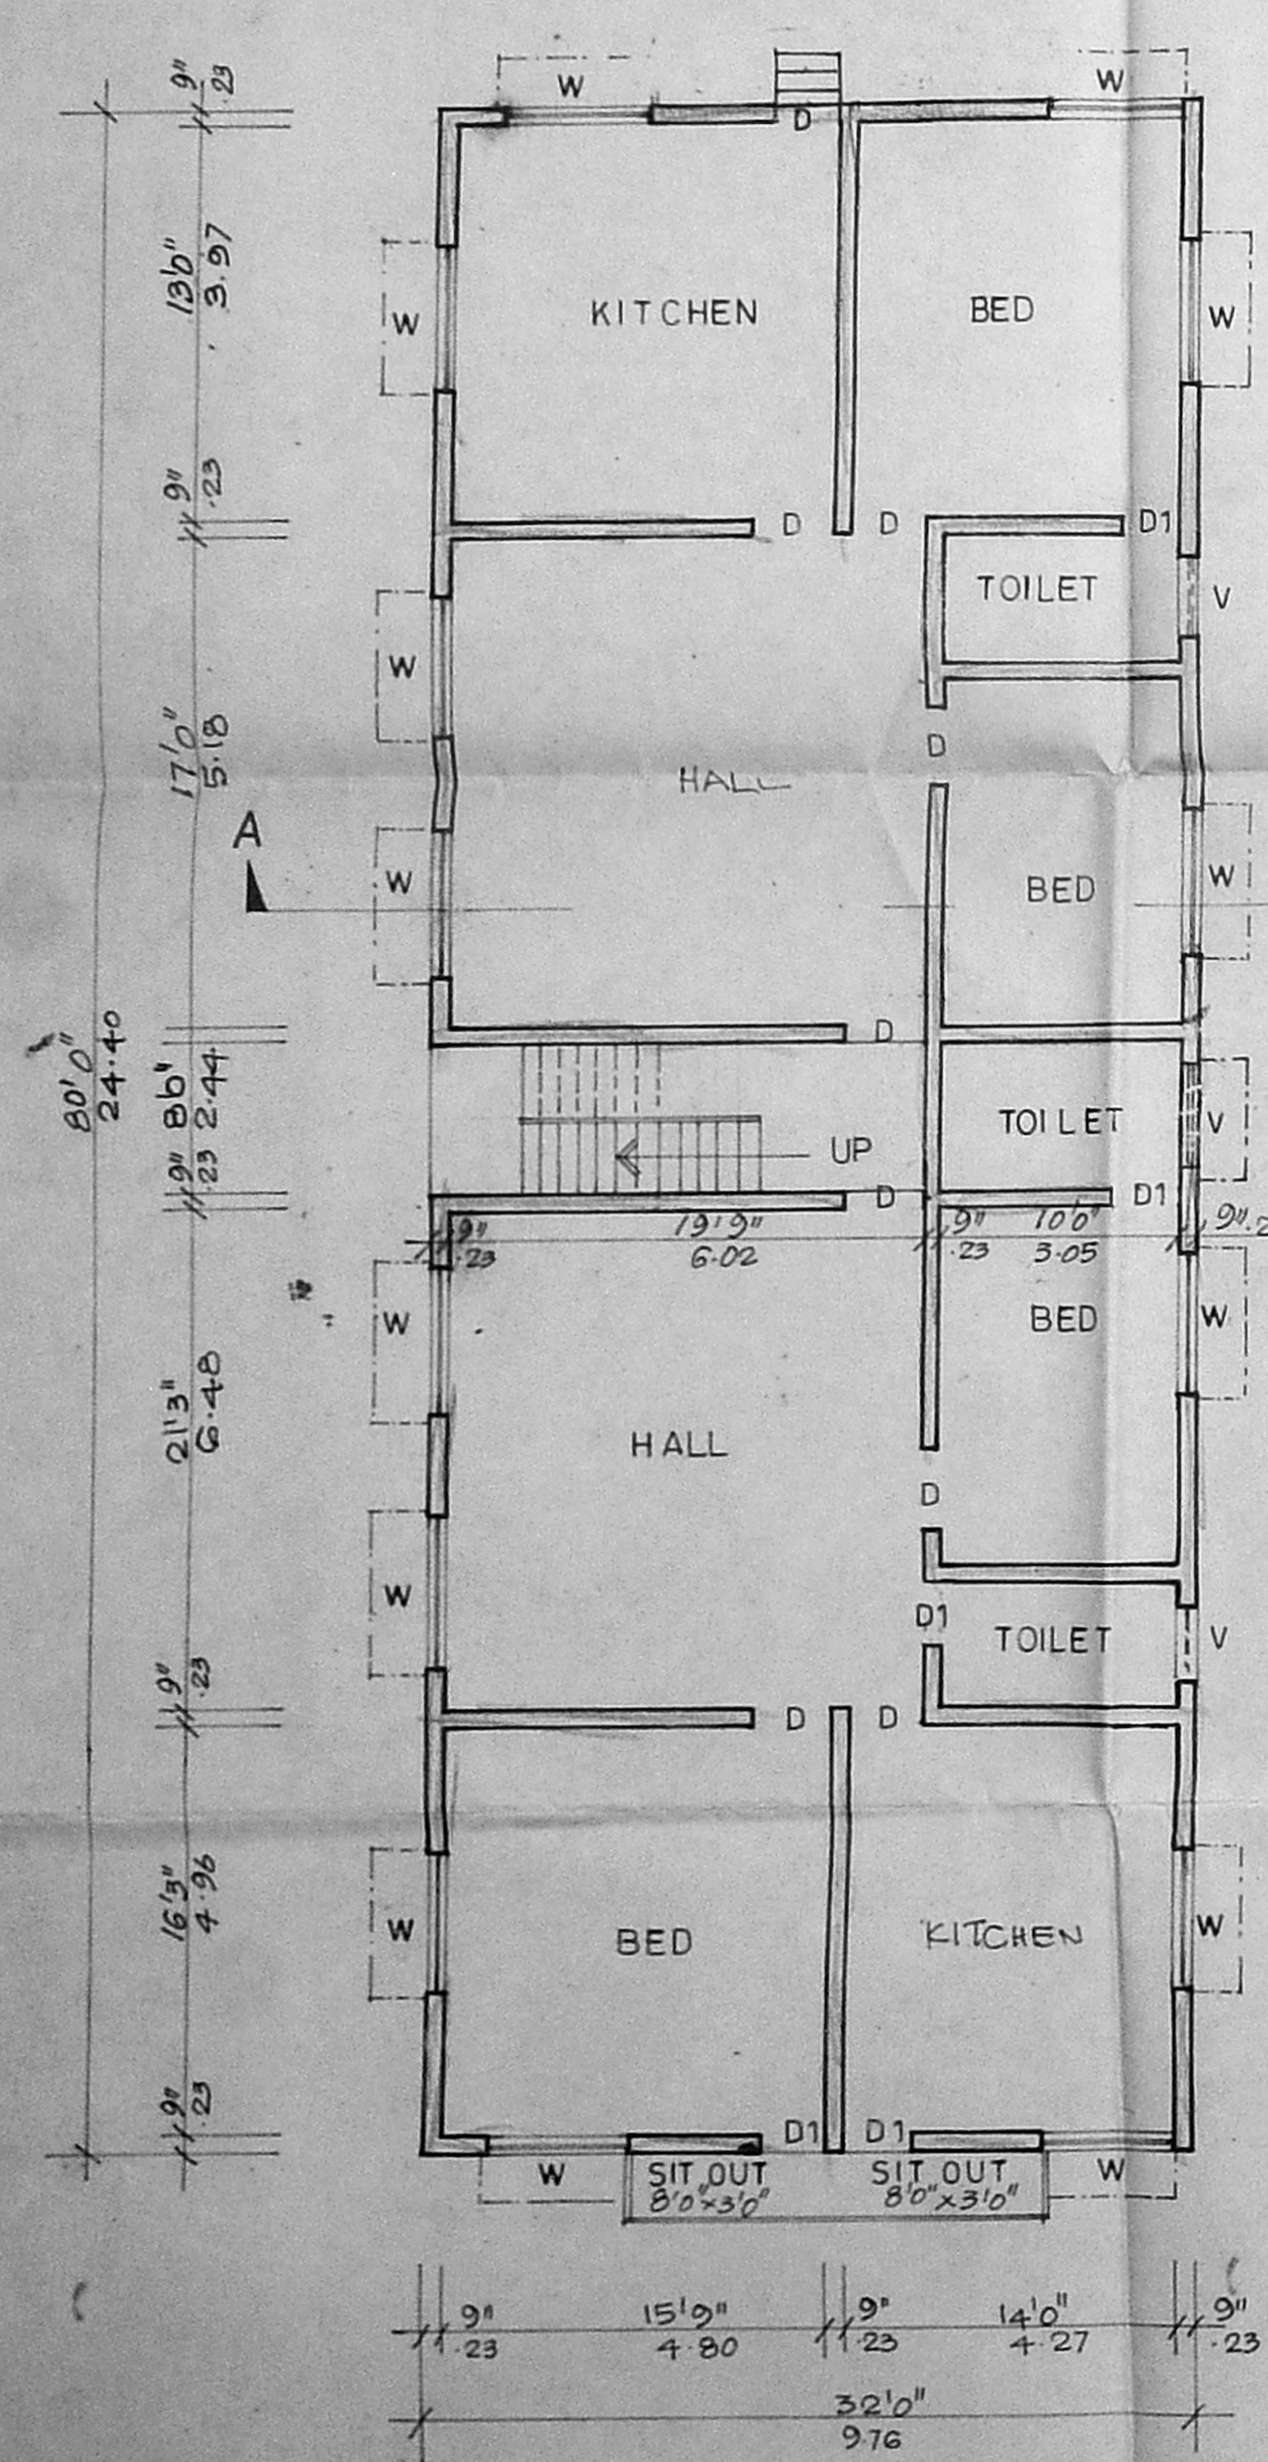 9"
.23
W
W
D
13'6"
3.97
W
KITCHEN
BED
W
9"
.23
D
D
D1
TOILET
V
W
17'0"
5.18
D
HALL
A
W
BED
W
80'0"
24.40
D
8'6"
2.44
TOILET
V
UP
9"
.23
D
D1
9"
.23
19'9"
6.02
9"
.23
10'0"
3.05
9"
W
BED
W
21'3"
6.48
HALL
D
W
D1
TOILET
V
9"
.23
D
D
16'3"
4.96
W
BED
KITCHEN
W
9"
.23
D1
D1
W
SIT OUT
8'0"x3'0"
SIT OUT
8'0"x3'0"
W
9"
.23
15'9"
4.80
9"
.23
14'0"
4.27
9"
.23
32'0"
9.76